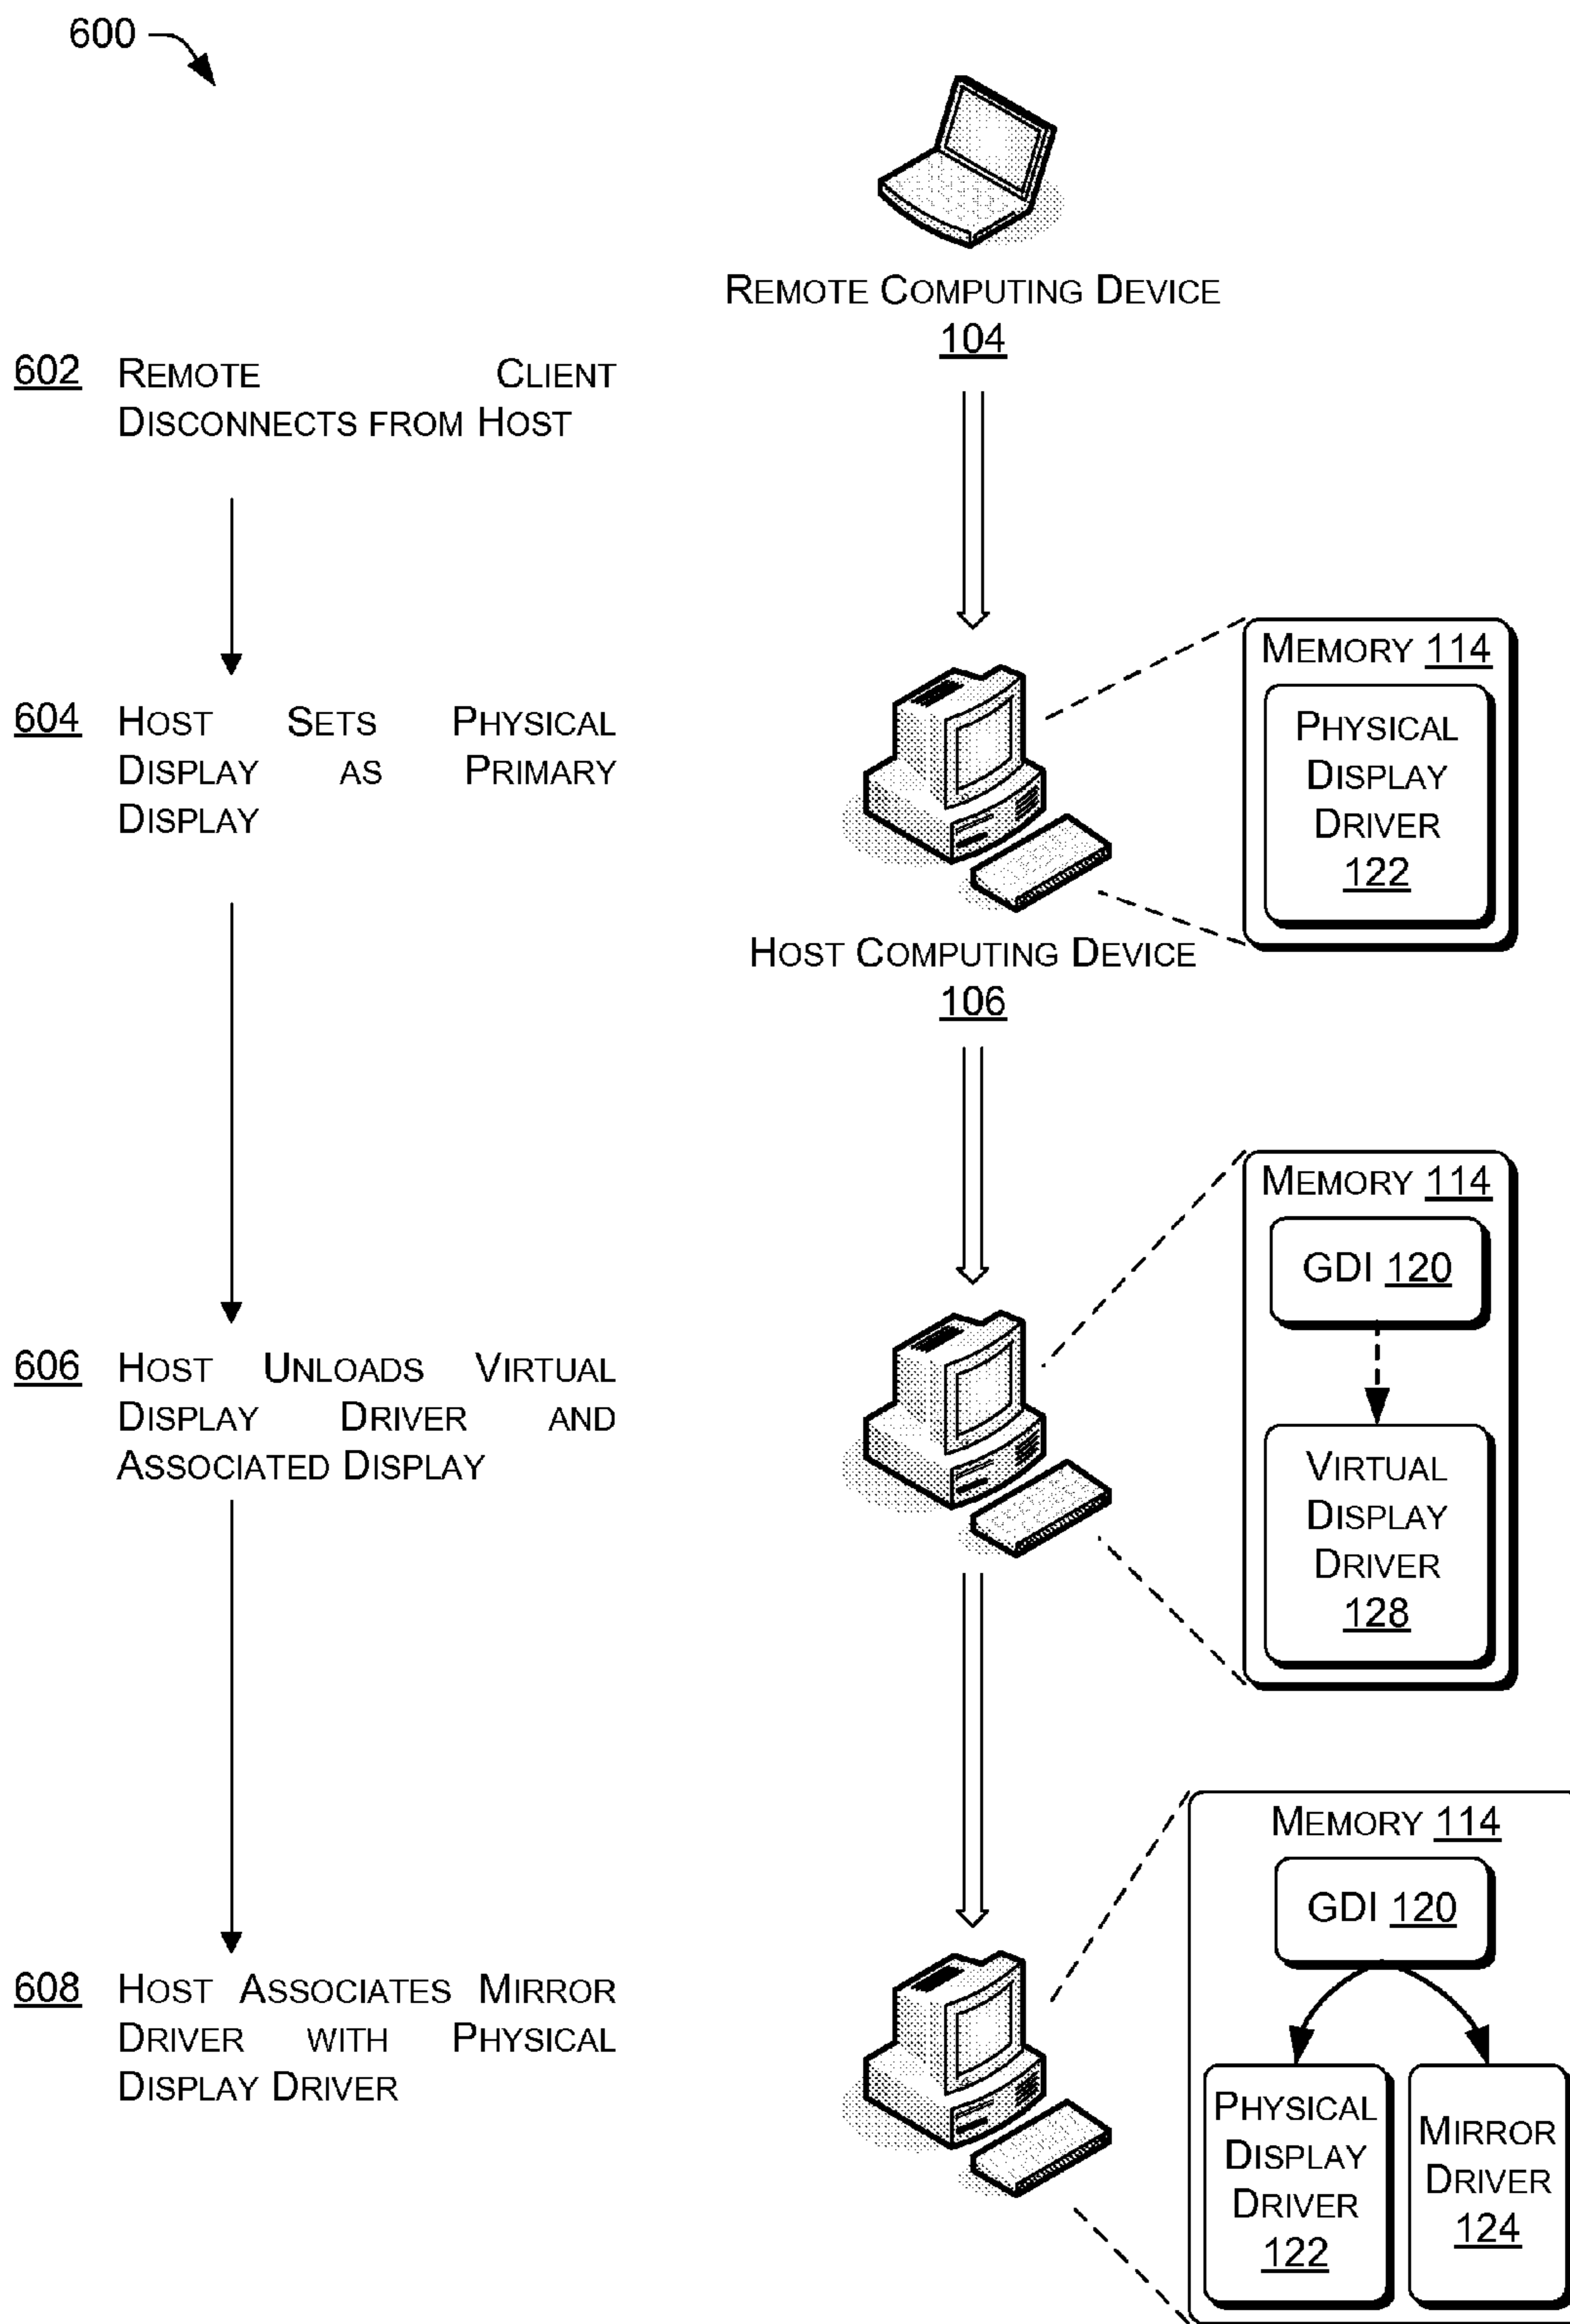 600
REMOTE COMPUTING DEVICE
104
602 REMOTE CLIENT
DISCONNECTS FROM HOST
604 HOST SETS PHYSICAL
DISPLAY AS PRIMARY
DISPLAY
MEMORY 114
PHYSICAL
DISPLAY
DRIVER
122
HOST COMPUTING DEVICE
106
606 HOST UNLOADS VIRTUAL
DISPLAY DRIVER AND
ASSOCIATED DISPLAY
MEMORY 114
GDI 120
VIRTUAL
DISPLAY
DRIVER
128
608 HOST ASSOCIATES MIRROR
DRIVER WITH PHYSICAL
DISPLAY DRIVER
MEMORY 114
GDI 120
PHYSICAL
DISPLAY
DRIVER
122
MIRROR
DRIVER
124